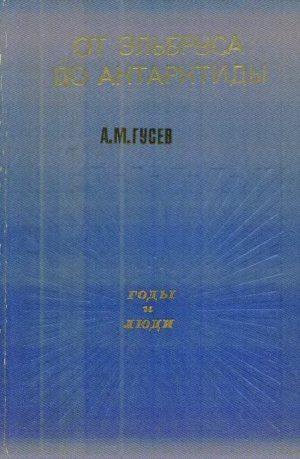 ОТ ЭЛЬБРУСА
ДО АНТАРКТИДЫ
А.М.ГУСЕВ
ГОДЫ
и
ЛЮДИ